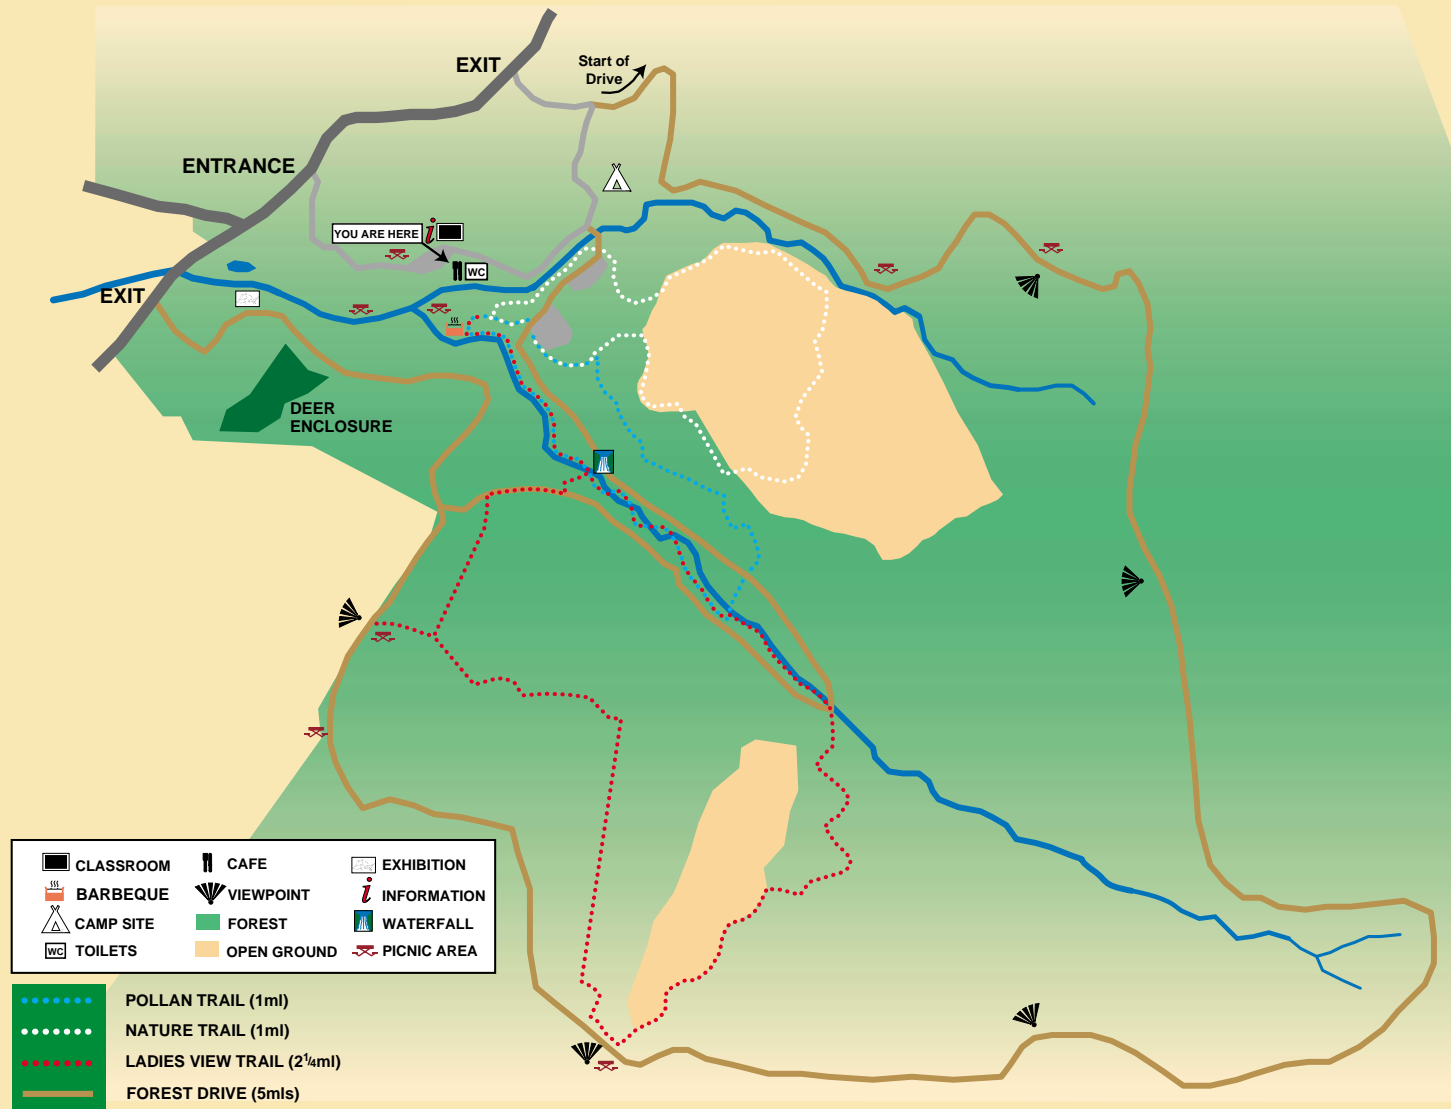 EXIT
Start of
Drive
ENTRANCE
YOU ARE HERE
i
WC
EXIT
DEER
ENCLOSURE
CLASSROOM
CAFE
EXHIBITION
BARBEQUE
VIEWPOINT
i INFORMATION
CAMP SITE
FOREST
WATERFALL
WC TOILETS
OPEN GROUND
PICNIC AREA
POLLAN TRAIL (1ml)
NATURE TRAIL (1ml)
LADIES VIEW TRAIL (2¼ml)
FOREST DRIVE (5mls)